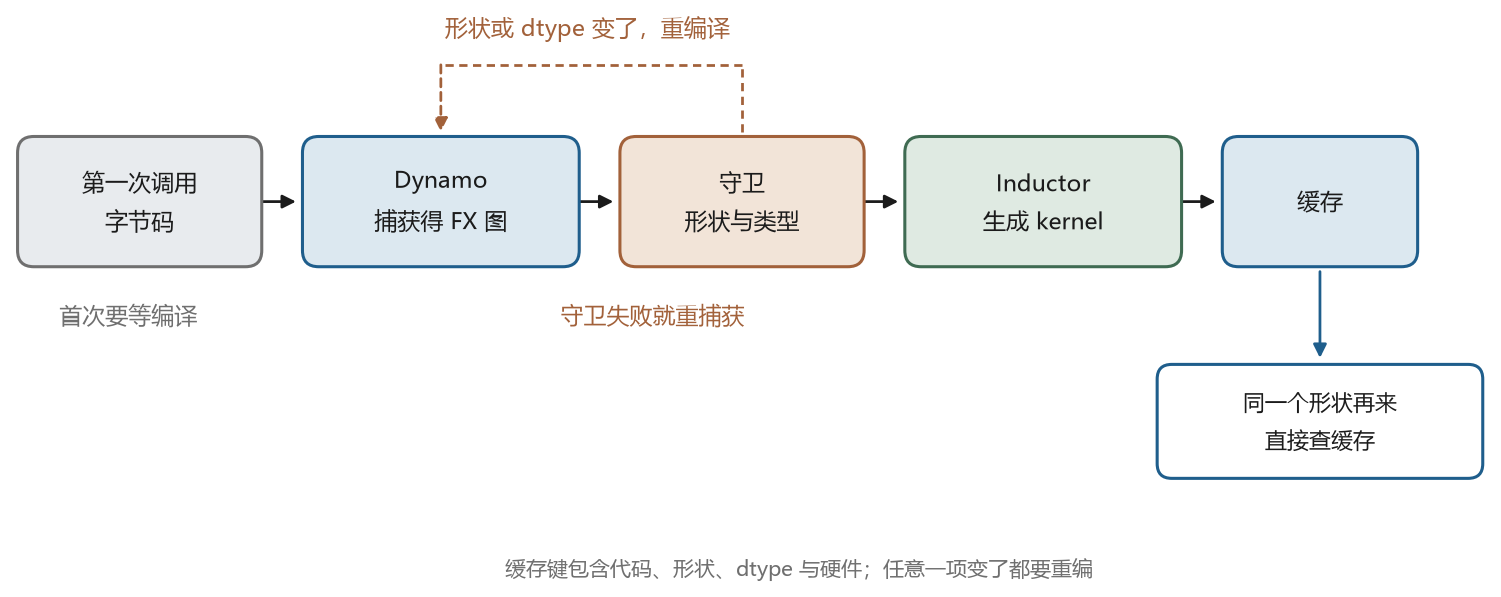 形状或 dtype 变了，重编译
第一次调用
字节码
Dynamo
捕获得 FX 图
守卫
形状与类型
Inductor
生成 kernel
缓存
首次要等编译
守卫失败就重捕获
同一个形状再来
直接查缓存
缓存键包含代码、形状、dtype 与硬件；任意一项变了都要重编